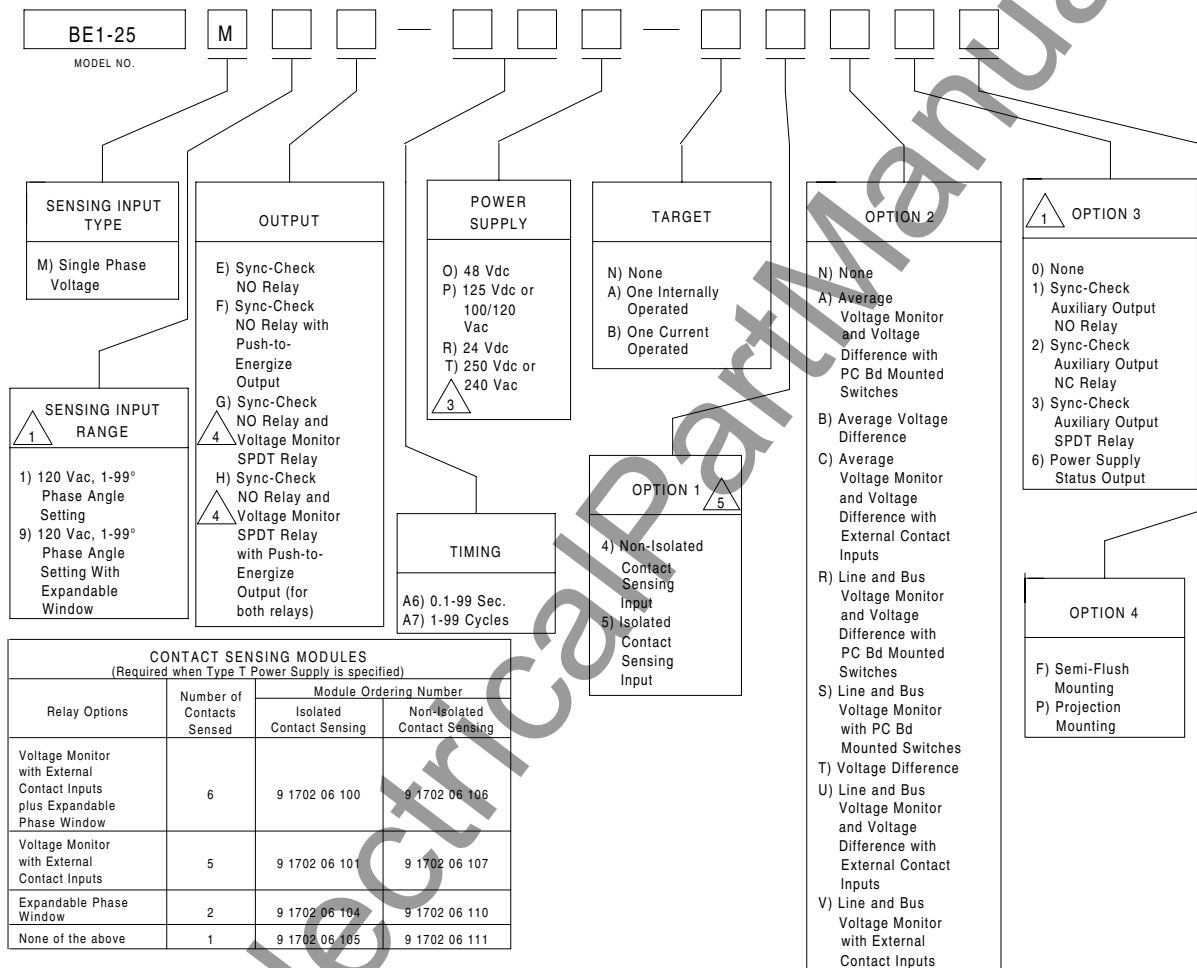 BE1-25
M
MODEL NO.
SENSING INPUT
TYPE
M) Single Phase
Voltage
1
SENSING INPUT
RANGE
1) 120 Vac, 1-99°
Phase Angle
Setting
9) 120 Vac, 1-99°
Phase Angle
Setting With
Expandable
Window
OUTPUT
E) Sync-Check
NO Relay
F) Sync-Check
NO Relay with
Push-to-
Energize
Output
G) Sync-Check
NO Relay and
4
Voltage Monitor
SPDT Relay
H) Sync-Check
NO Relay and
4
Voltage Monitor
SPDT Relay
with Push-to-
Energize
Output (for
both relays)
TIMING
A6) 0.1-99 Sec.
A7) 1-99 Cycles
POWER
SUPPLY
O) 48 Vdc
P) 125 Vdc or
100/120
Vac
R) 24 Vdc
T) 250 Vdc or
240 Vac
3
TARGET
N) None
A) One Internally
Operated
B) One Current
Operated
OPTION 1
5
4) Non-Isolated
Contact
Sensing
Input
5) Isolated
Contact
Sensing
Input
OPTION 2
N) None
A) Average
Voltage Monitor
and Voltage
Difference with
PC Bd Mounted
Switches
B) Average Voltage
Difference
C) Average
Voltage Monitor
and Voltage
Difference with
External Contact
Inputs
R) Line and Bus
Voltage Monitor
and Voltage
Difference with
PC Bd Mounted
Switches
S) Line and Bus
Voltage Monitor
with PC Bd
Mounted Switches
T) Voltage Difference
U) Line and Bus
Voltage Monitor
and Voltage
Difference with
External Contact
Inputs
V) Line and Bus
Voltage Monitor
with External
Contact Inputs
1
OPTION 3
0) None
1) Sync-Check
Auxiliary Output
NO Relay
2) Sync-Check
Auxiliary Output
NC Relay
3) Sync-Check
Auxiliary Output
SPDT Relay
6) Power Supply
Status Output
OPTION 4
F) Semi-Flush
Mounting
P) Projection
Mounting
CONTACT SENSING MODULES
(Required when Type T Power Supply is specified)
Relay Options
Number of
Contacts
Sensed
Module Ordering Number
Isolated
Contact Sensing
Non-Isolated
Contact Sensing
Voltage Monitor
with External
Contact Inputs
plus Expandable
Phase Window
6
9 1702 06 100
9 1702 06 106
Voltage Monitor
with External
Contact Inputs
5
9 1702 06 101
9 1702 06 107
Expandable Phase
Window
2
9 1702 06 104
9 1702 06 110
None of the above
1
9 1702 06 105
9 1702 06 111
electricalPartManua